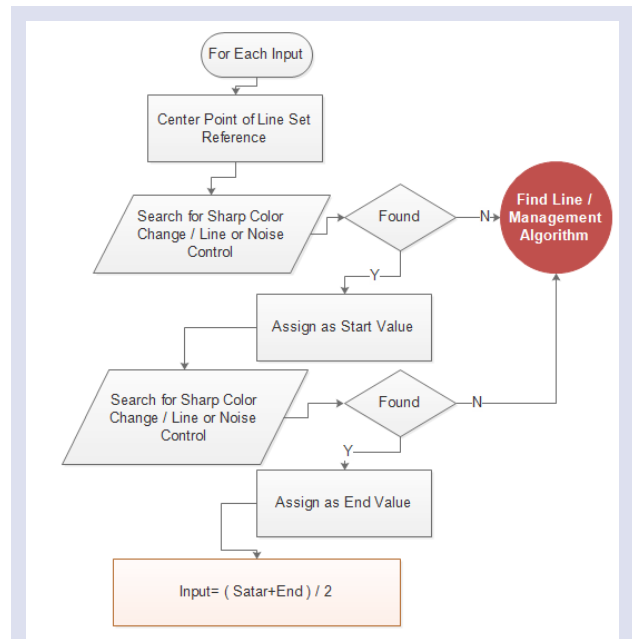 For Each Input
Center Point of Line Set
Reference
Search for Sharp Color
Change / Line or Noise
Control
Found
N
Find Line /
Management
Algorithm
Y
Assign as Start Value
Search for Sharp Color
Change / Line or Noise
Control
Found
N
Y
Assign as End Value
Input= ( Satar+End ) / 2